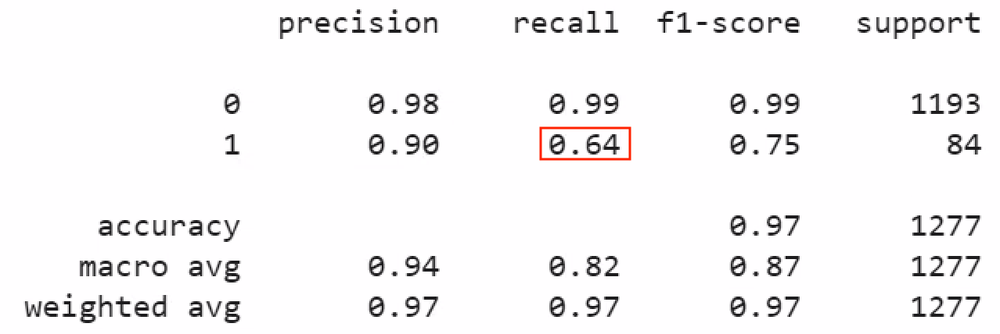 precision recall f1-score support
0 0.98 0.99 0.99 1193
1 0.90 0.64 0.75 84
accuracy 0.97 1277
macro avg 0.94 0.82 0.87 1277
weighted avg 0.97 0.97 0.97 1277